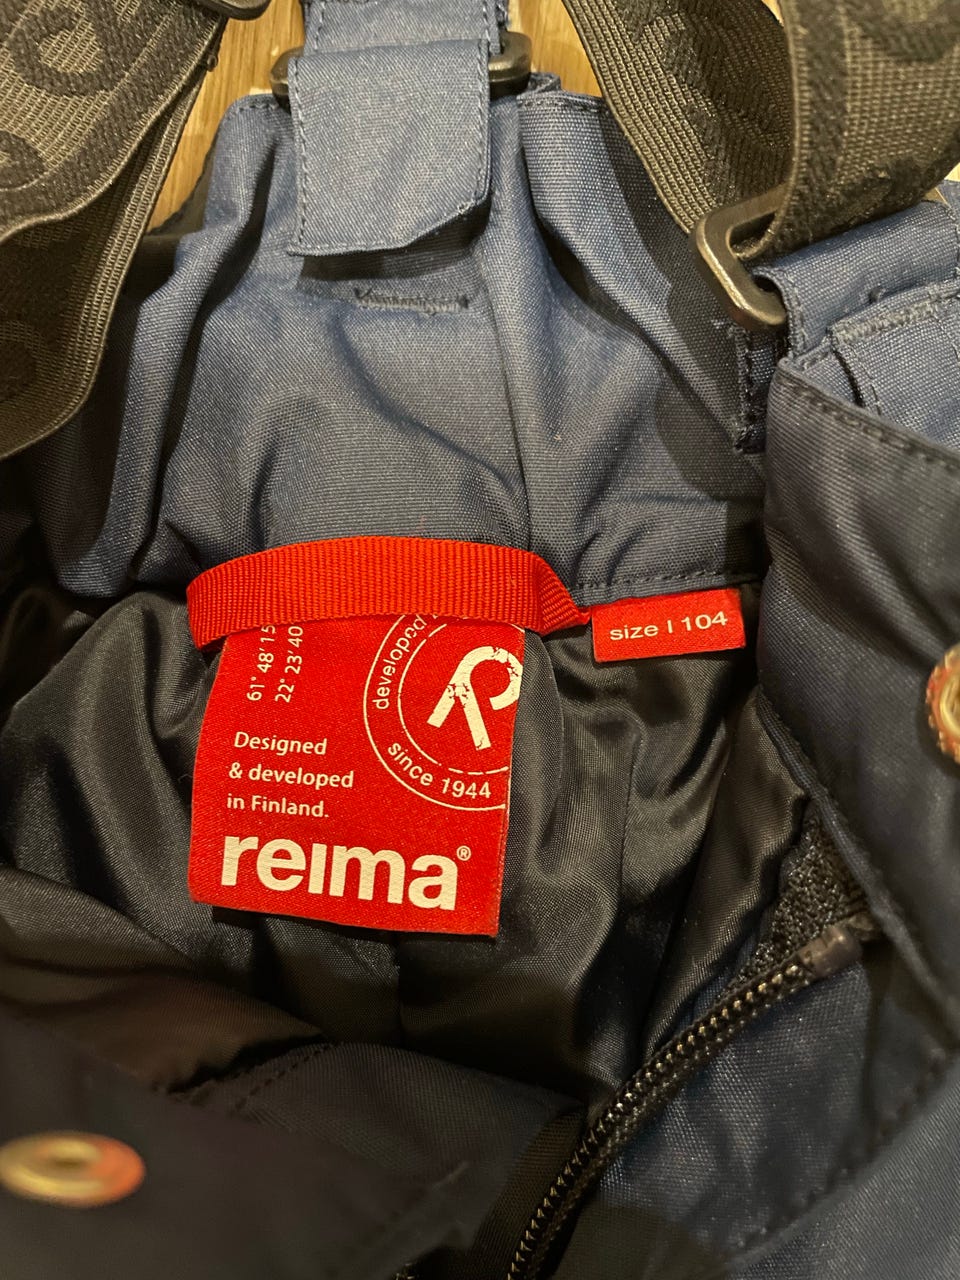 61° 48' 15
22° 23' 40
developed
since 1944
Designed
& developed
in Finland.
reima®
size | 104